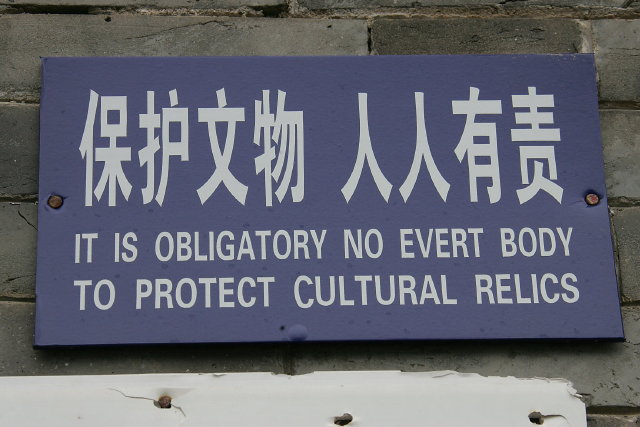 保护文物 人人有责
IT IS OBLIGATORY NO EVERT BODY
TO PROTECT CULTURAL RELICS